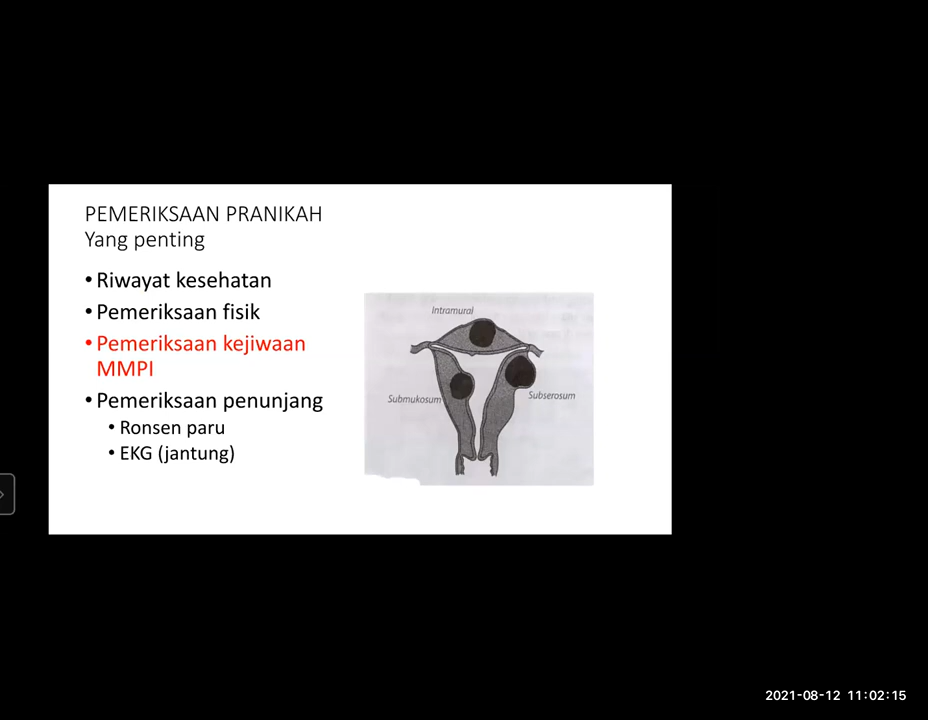 PEMERIKSAAN PRANIKAH
Yang penting
• Riwayat kesehatan
• Pemeriksaan fisik
• Pemeriksaan kejiwaan
MMPI
• Pemeriksaan penunjang
• Ronsen paru
• EKG (jantung)
Intramural
Submukosum
Subserosum
2021-08-12 11:02:15